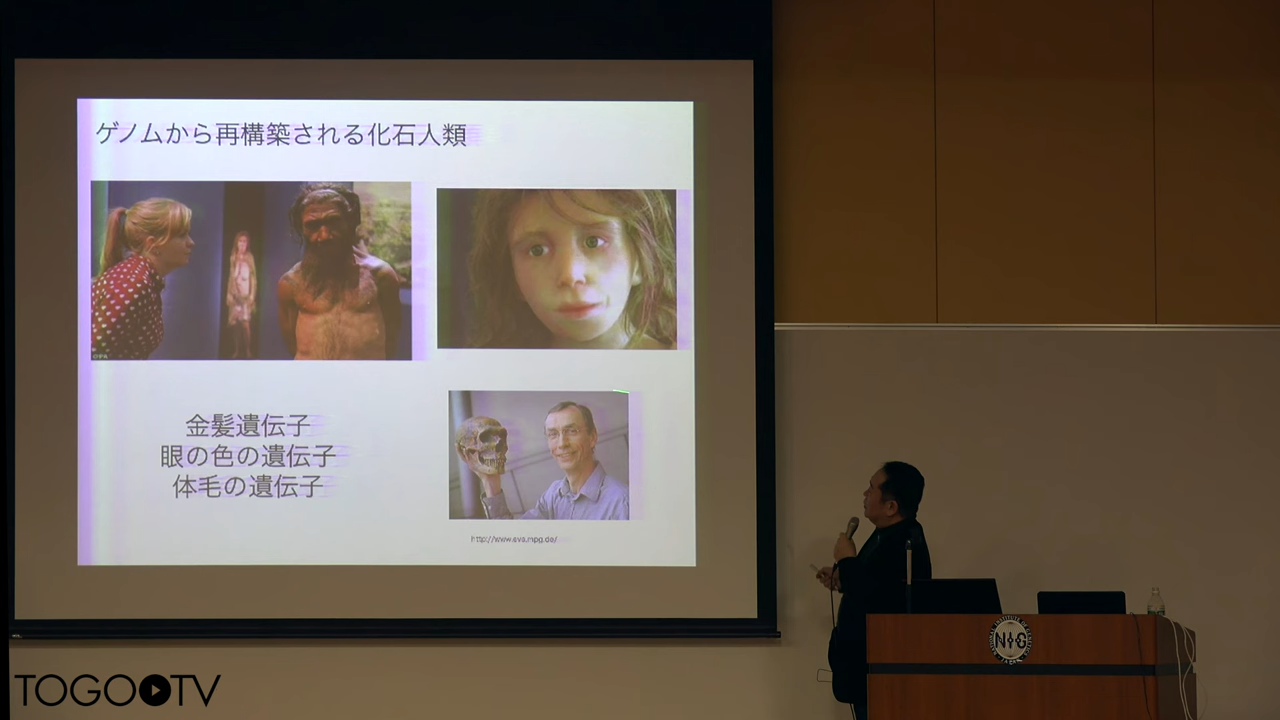 ゲノムから再構築される化石人類
金髪遺伝子
眼の色の遺伝子
体毛の遺伝子
http://www.eva.mpg.de/
NIG
TOGOTV